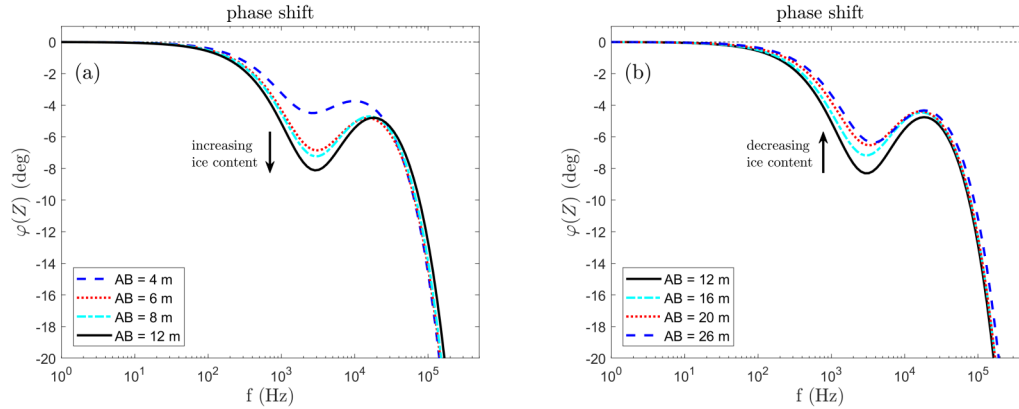 phase shift
(a)
0
-2
-4
-6
-8
-10
-12
-14
-16
-18
-20
φ(Z) (deg)
increasing
ice content
AB = 4 m
AB = 6 m
AB = 8 m
AB = 12 m
10^0
10^1
10^2
10^3
10^4
10^5
f (Hz)
phase shift
(b)
0
-2
-4
-6
-8
-10
-12
-14
-16
-18
-20
φ(Z) (deg)
decreasing
ice content
AB = 12 m
AB = 16 m
AB = 20 m
AB = 26 m
10^0
10^1
10^2
10^3
10^4
10^5
f (Hz)